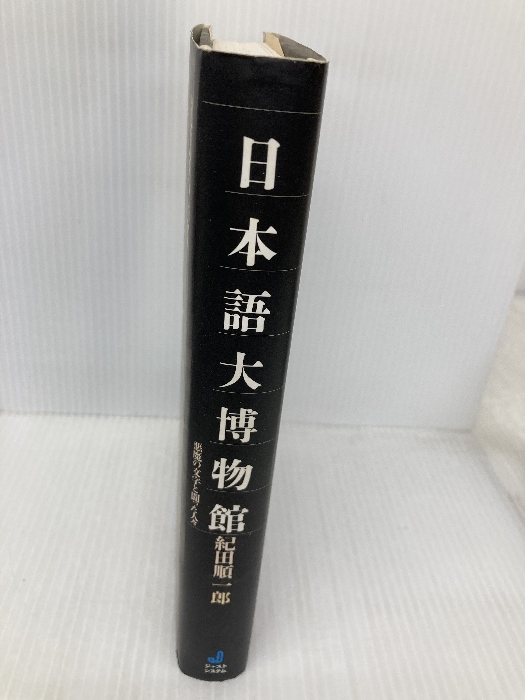 日本語大博物館
悪魔の文字と闘った人々
紀田順一郎
ジャスト
システム